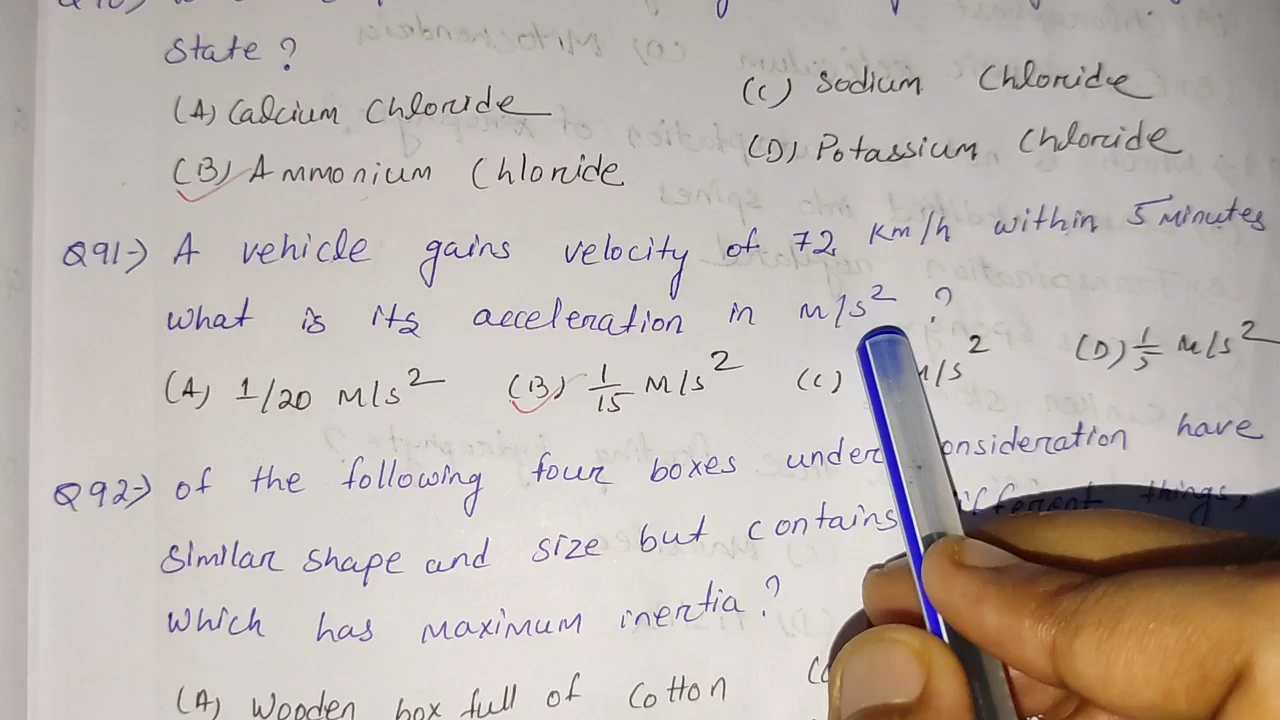 State?
(A) Calcium Chloride
(C) Sodium Chloride
(B) Ammonium Chloride
(D) Potassium Chloride
Q91) A vehicle gains velocity of 72 Km/h within 5 Minutes
what is its acceleration in M/s² ?
(A) 1/20 M/s² (B) 1/15 M/s² (C) M/s² (D) 1/5 M/s²
Q92) of the following four boxes under consideration have
Similar shape and size but contains different things,
which has maximum inertia?
(A) Wooden box full of Cotton